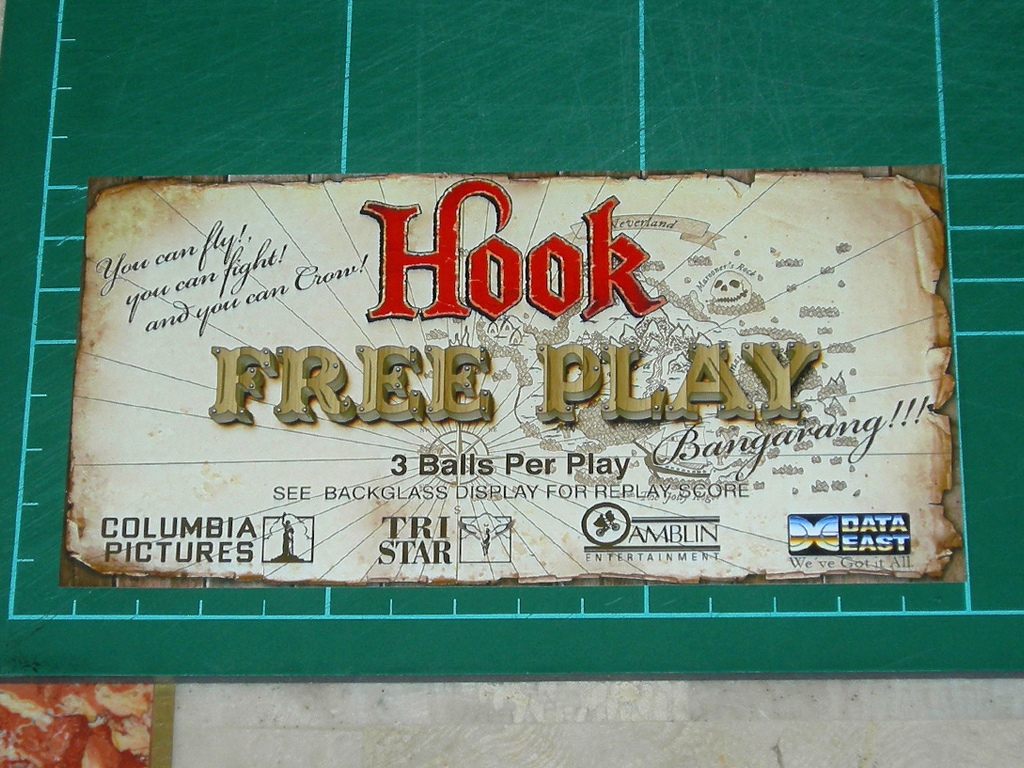 Hook
Neverland
You can fly!,
you can fight!
and you can Crow!
Marooner's Rock
FREE PLAY
Bangarang!!!
3 Balls Per Play
SEE BACKGLASS DISPLAY FOR REPLAY SCORE
COLUMBIA
PICTURES
TRI
STAR
AMBLIN
ENTERTAINMENT
DATA
EAST
We've Got it All.